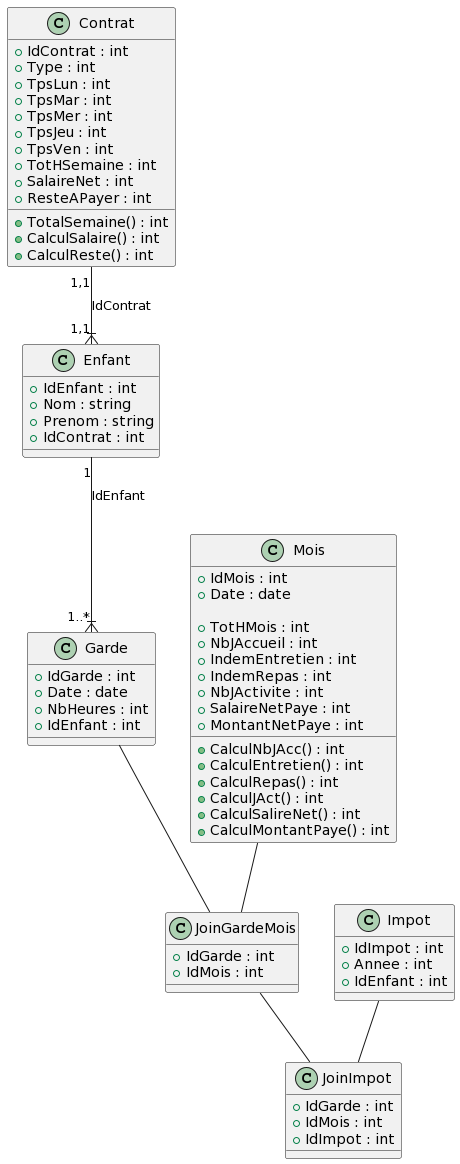 C Contrat
IdContrat : int
Type : int
TpsLun : int
TpsMar : int
TpsMer : int
TpsJeu : int
TpsVen : int
TotHSemaine : int
SalaireNet : int
ResteAPayer : int
TotalSemaine() : int
CalculSalaire() : int
CalculReste() : int
1,1
IdContrat
1,1
C Enfant
IdEnfant : int
Nom : string
Prenom : string
IdContrat : int
1
IdEnfant
1..*
C Mois
IdMois : int
Date : date
TotHMois : int
NbJAccueil : int
IndemEntretien : int
IndemRepas : int
NbJActivite : int
SalaireNetPaye : int
MontantNetPaye : int
CalculNbJAcc() : int
CalculEntretien() : int
CalculRepas() : int
CalculJAct() : int
CalculSalireNet() : int
CalculMontantPaye() : int
C Garde
IdGarde : int
Date : date
NbHeures : int
IdEnfant : int
C JoinGardeMois
IdGarde : int
IdMois : int
C Impot
IdImpot : int
Annee : int
IdEnfant : int
C JoinImpot
IdGarde : int
IdMois : int
IdImpot : int